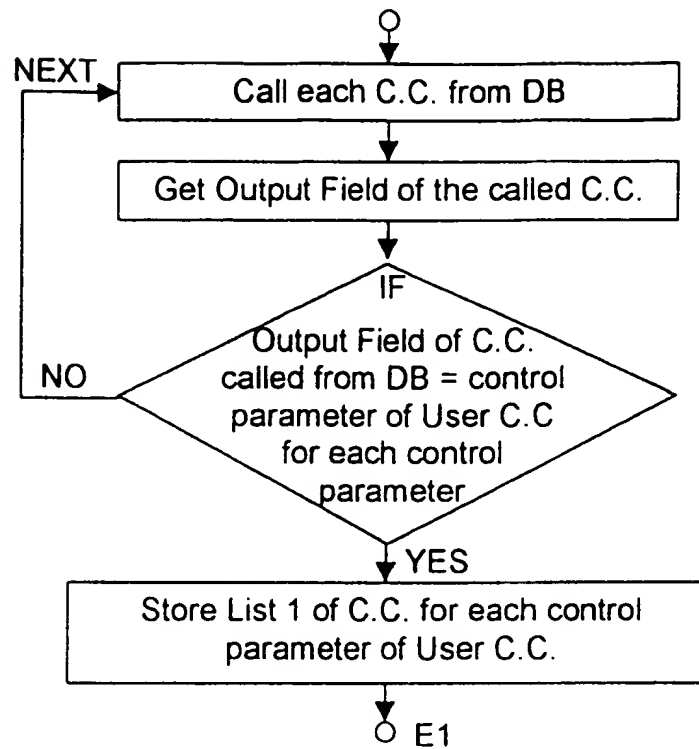 NEXT
Call each C.C. from DB
Get Output Field of the called C.C.
IF
Output Field of C.C.
called from DB = control
parameter of User C.C
for each control
parameter
NO
YES
Store List 1 of C.C. for each control
parameter of User C.C.
E1